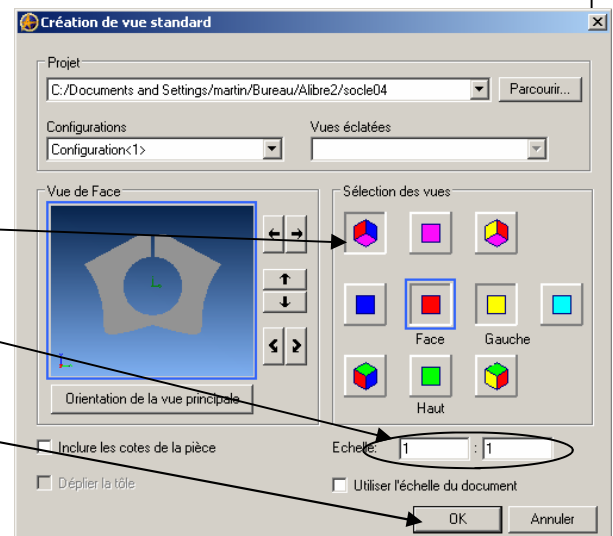 Création de vue standard
Projet
C:/Documents and Settings/martin/Bureau/Alibre2/socle04
Parcourir...
Configurations
Vues éclatées
Configuration<1>
Vue de Face
Sélection des vues
Face
Gauche
Haut
Orientation de la vue principale
Inclure les cotes de la pièce
Echelle: 1 : 1
Déplier la tôle
Utiliser l'échelle du document
OK
Annuler